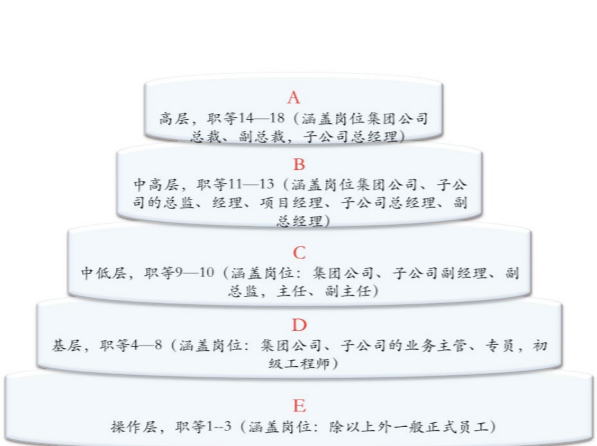 A
高层，职等14—18（涵盖岗位集团公司
总裁、副总裁，子公司总经理）
B
中高层，职等11—13（涵盖岗位集团公司、子公
司的总监、经理、项目经理、子公司总经理、副
总经理）
C
中低层，职等9—10（涵盖岗位：集团公司、子公司副经理、副
总监，主任、副主任）
D
基层，职等4—8（涵盖岗位：集团公司、子公司的业务主管、专员，初
级工程师）
E
操作层，职等1--3（涵盖岗位：除以上外一般正式员工）